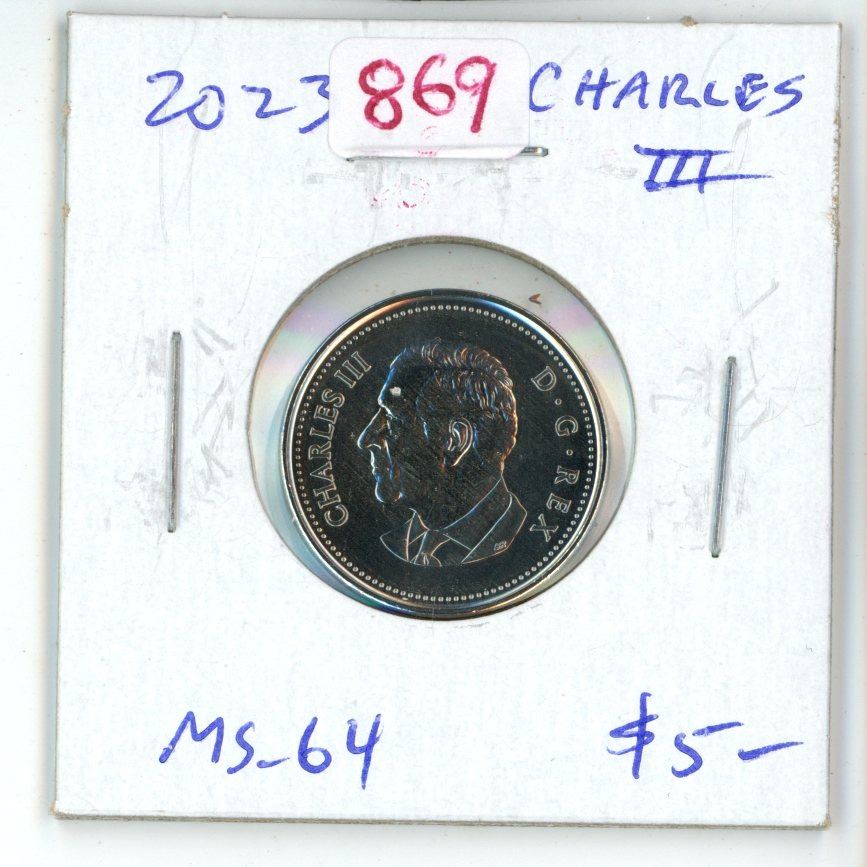 2023 869 CHARLES
III
CHARLES III D·G·REX
MS-64 $5-